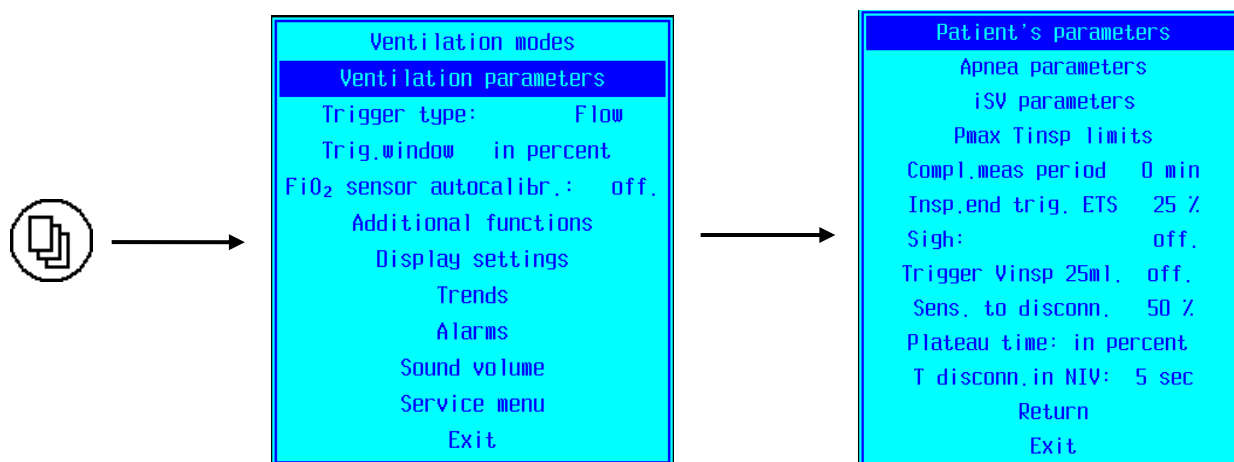 Ventilation modes
Ventilation parameters
Trigger type: Flow
Trig.window in percent
FiO₂ sensor autocalibr.: off.
Additional functions
Display settings
Trends
Alarms
Sound volume
Service menu
Exit
Patient's parameters
Apnea parameters
iSV parameters
Pmax Tinsp limits
Compl.meas period 0 min
Insp.end trig. ETS 25 %
Sigh: off.
Trigger Vinsp 25ml. off.
Sens. to disconn. 50 %
Plateau time: in percent
T disconn.in NIV: 5 sec
Return
Exit